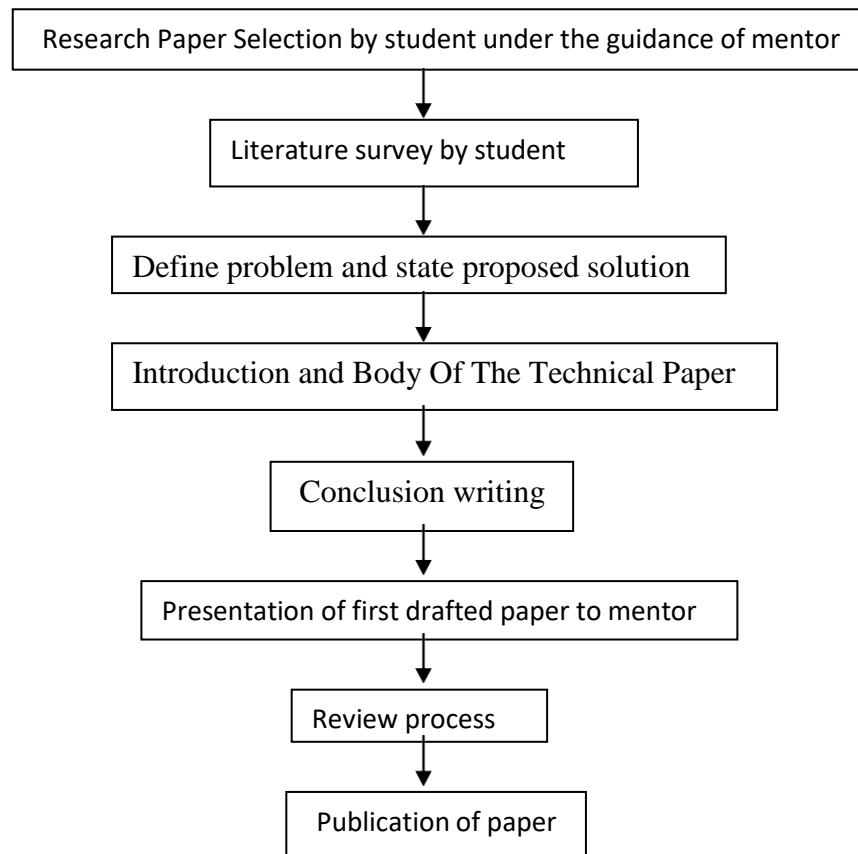 Research Paper Selection by student under the guidance of mentor
Literature survey by student
Define problem and state proposed solution
Introduction and Body Of The Technical Paper
Conclusion writing
Presentation of first drafted paper to mentor
Review process
Publication of paper